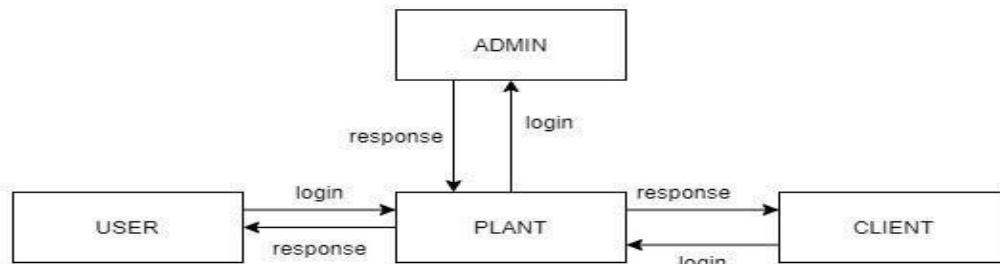 ADMIN
response
login
login
response
USER
PLANT
CLIENT
response
login